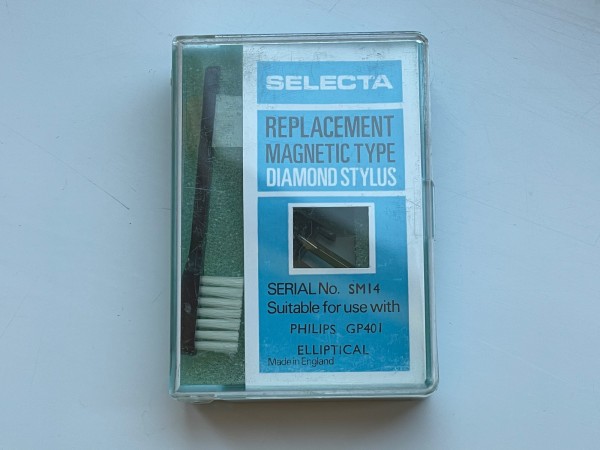 SELECTA
REPLACEMENT
MAGNETIC TYPE
DIAMOND STYLUS
SERIAL No. SM14
Suitable for use with
PHILIPS GP401
ELLIPTICAL
Made in England